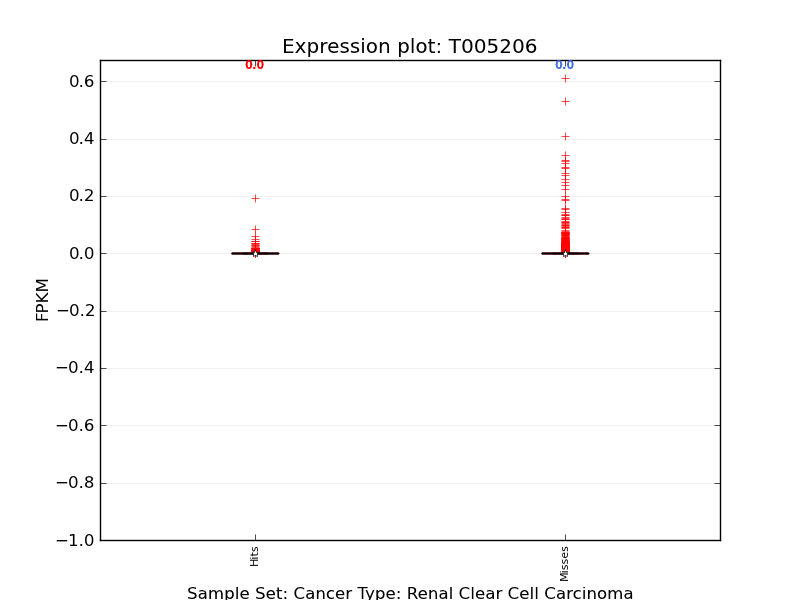 Expression plot: T005206
0.0
0.0
0.6
0.4
0.2
0.0
−0.2
−0.4
−0.6
−0.8
−1.0
FPKM
Hits
Misses
Sample Set: Cancer Type: Renal Clear Cell Carcinoma